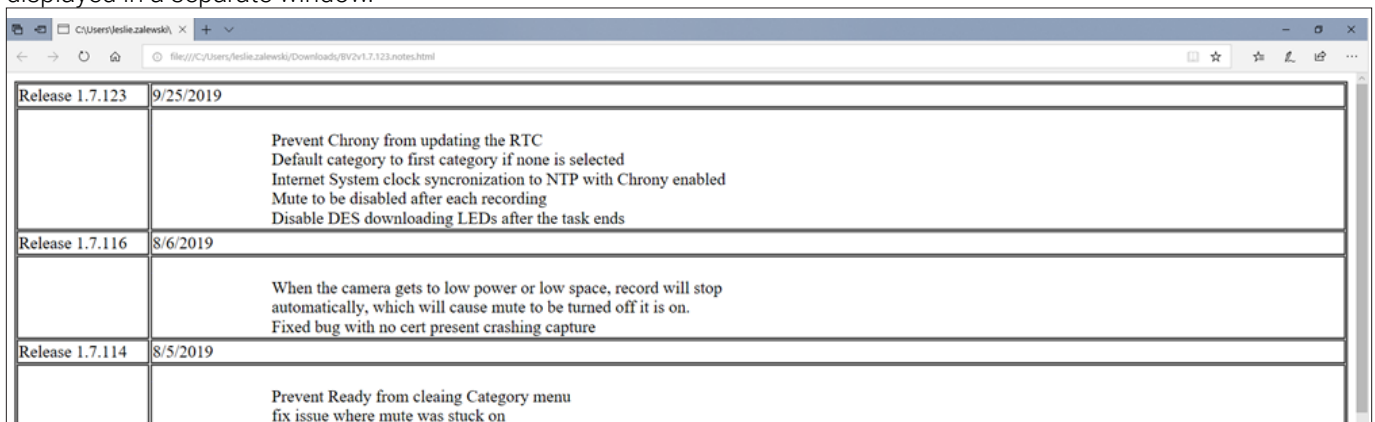 displayed in a separate window.
C:\Users\leslie.zalewski\
file:///C:/Users/leslie.zalewski/Downloads/BV2v1.7.123.notes.html
Release 1.7.123 9/25/2019
Prevent Chrony from updating the RTC
Default category to first category if none is selected
Internet System clock syncronization to NTP with Chrony enabled
Mute to be disabled after each recording
Disable DES downloading LEDs after the task ends
Release 1.7.116 8/6/2019
When the camera gets to low power or low space, record will stop
automatically, which will cause mute to be turned off it is on.
Fixed bug with no cert present crashing capture
Release 1.7.114 8/5/2019
Prevent Ready from cleaing Category menu
fix issue where mute was stuck on